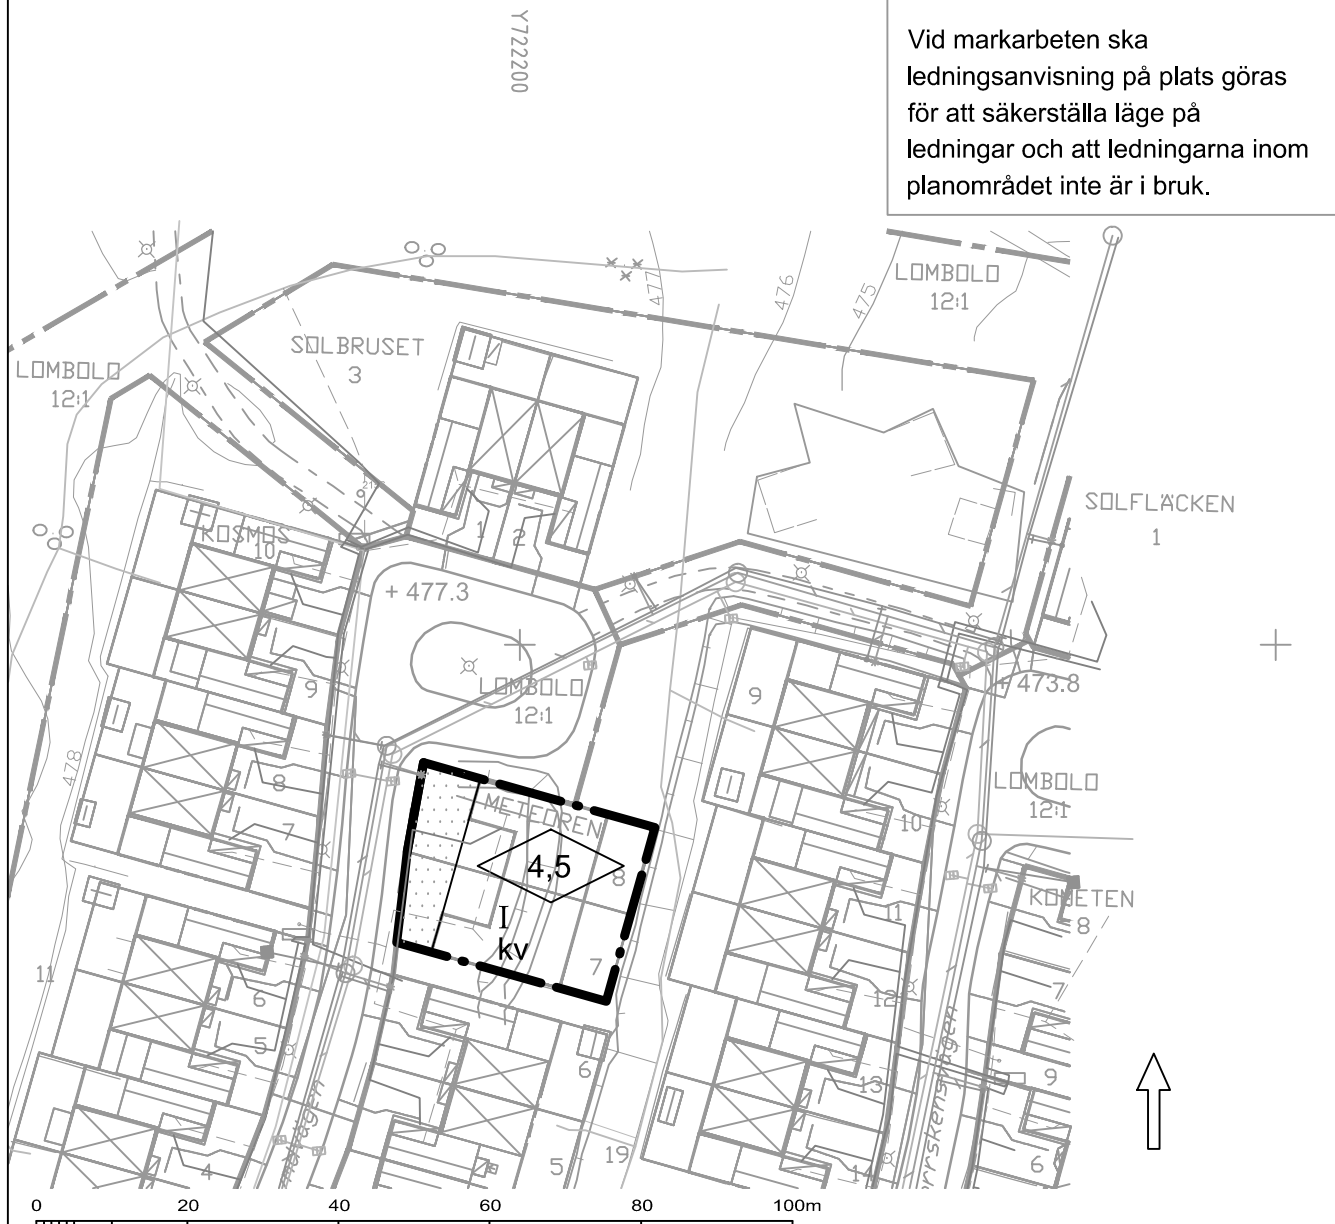 Y722200
Vid markarbeten ska
ledningsanvisning på plats göras
för att säkerställa läge på
ledningar och att ledningarna inom
planområdet inte är i bruk.
LOMBOLO
12:1
477
476
475
SOLBRUSET
3
LOMBOLO
12:1
SOLFLÄCKEN
1
1
2
KOSMOS
10
+ 477.3
9
LOMBOLO
12:1
9
+ 473.8
478
8
7
LOMBOLO
12:1
METEOREN
10
4,5
8
I
kv
7
11
KOMETEN
8
11
6
5
12
7
6
13
9
4
5
19
14
6
0 20 40 60 80 100m